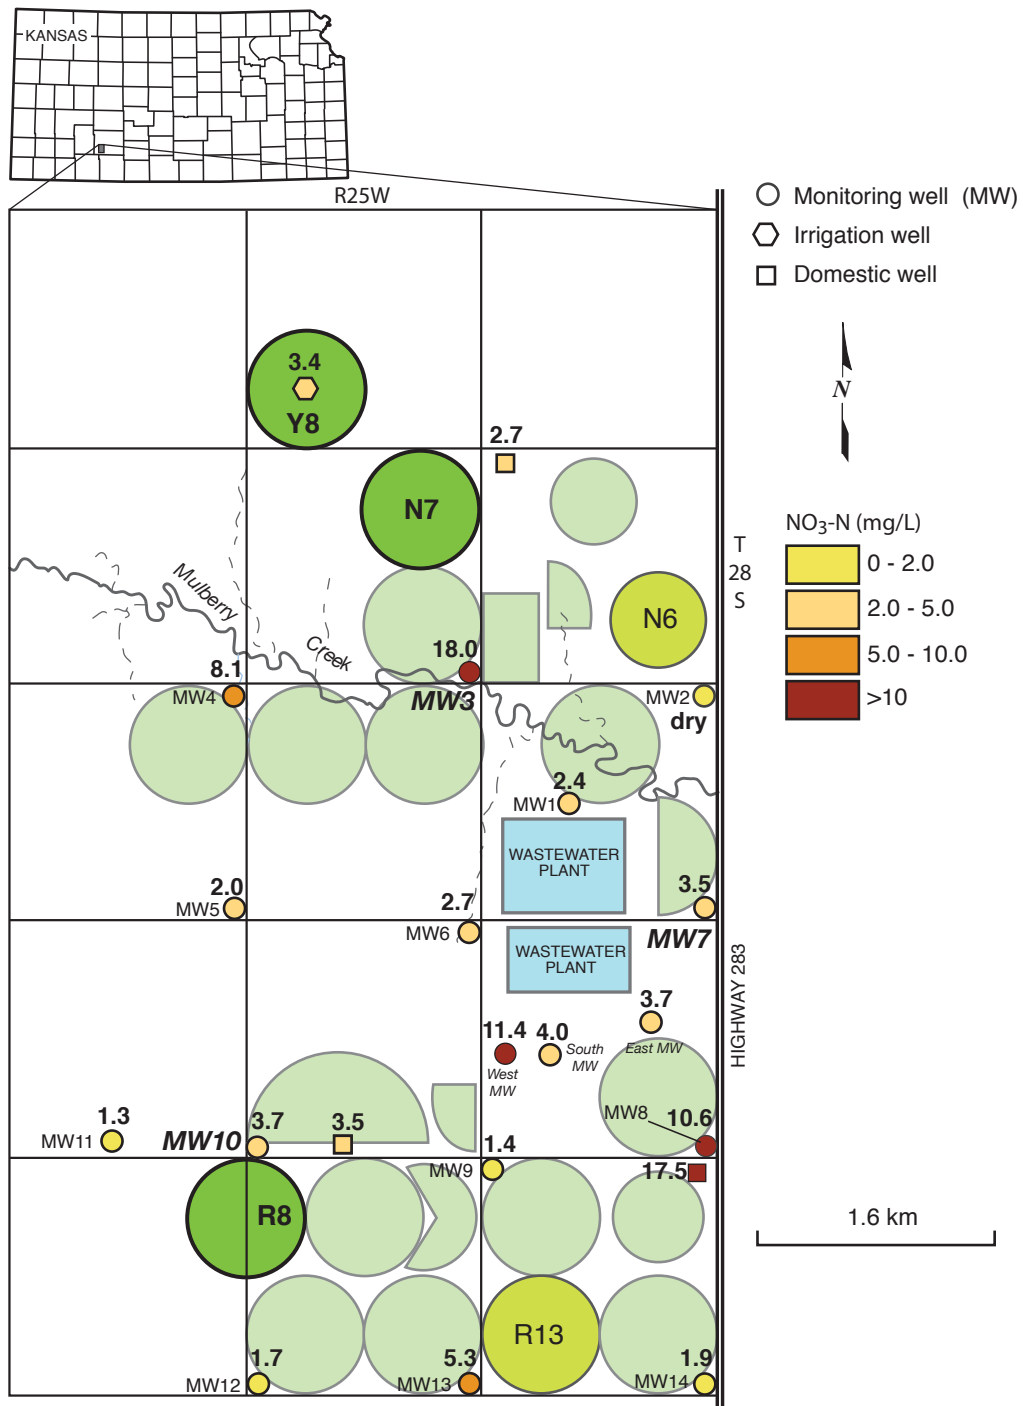 KANSAS
R25W
Monitoring well (MW)
Irrigation well
Domestic well
N
3.4
Y8
2.7
N7
NO3-N (mg/L)
0 - 2.0
2.0 - 5.0
5.0 - 10.0
>10
T
28
S
Mulberry
Creek
N6
18.0
8.1
MW4
MW3
MW2
dry
2.4
MW1
WASTEWATER
PLANT
2.0
MW5
2.7
MW6
3.5
MW7
WASTEWATER
PLANT
HIGHWAY 283
3.7
East MW
11.4
West
MW
4.0
South
MW
1.3
MW11
MW10
3.7
3.5
MW8
10.6
1.4
MW9
17.5
R8
1.6 km
R13
1.7
MW12
5.3
MW13
1.9
MW14